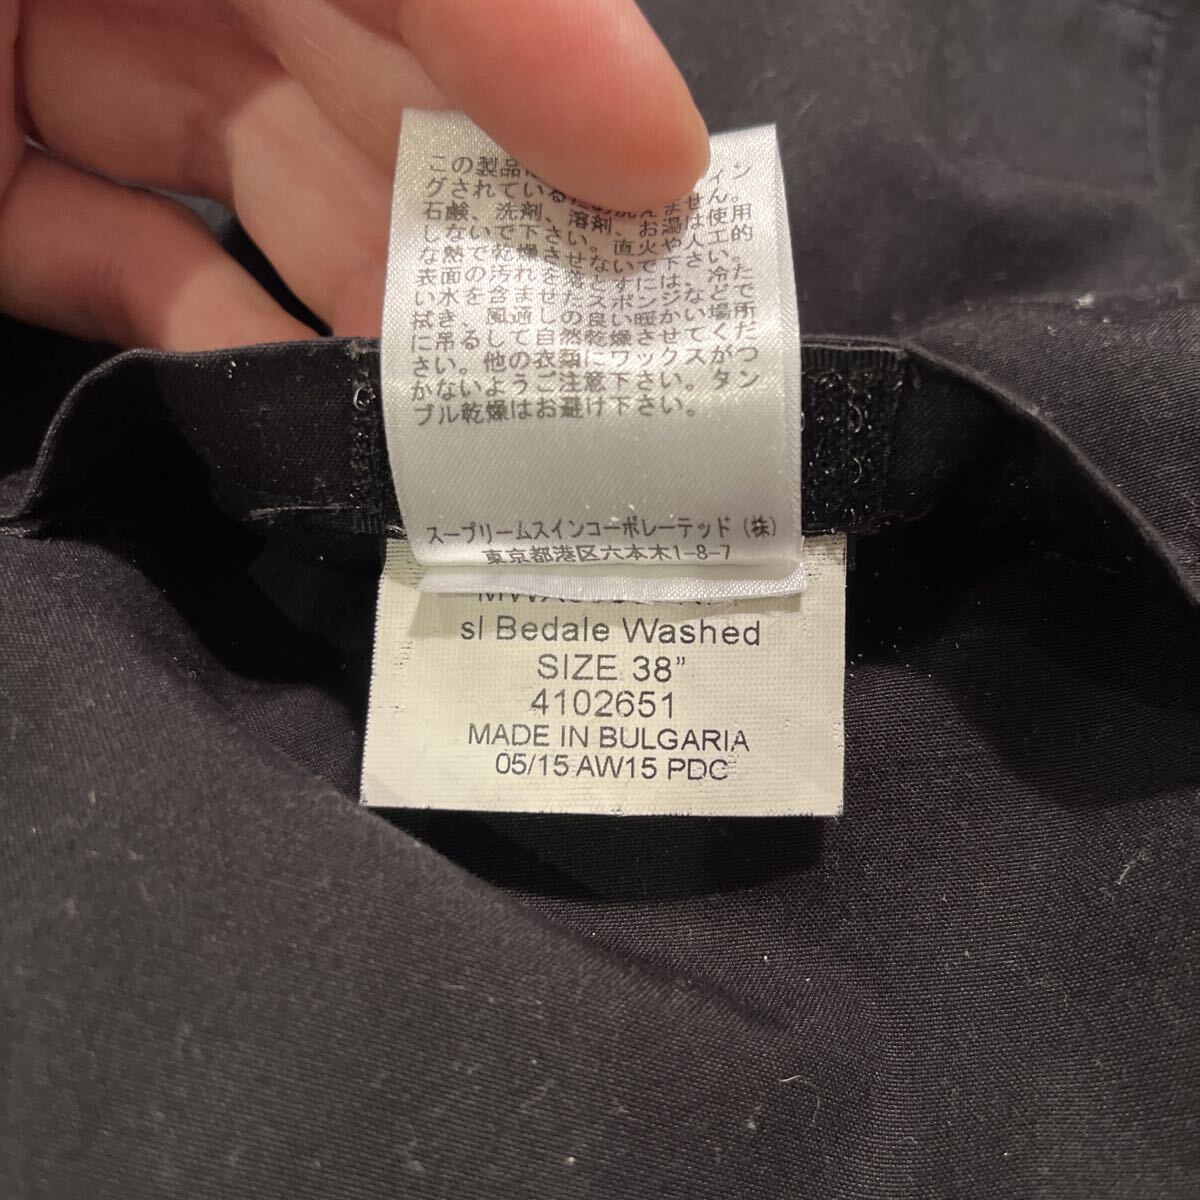 この製品
ィン
グされているため洗えません。
石鹸、洗剤、溶剤、お湯は使用
しないで下さい。直火や人工的
な熱で乾燥させないで下さい。
表面の汚れを落とすには、冷た
い水を含ませたスポンジなどで
拭き、風通しの良い暖かい場所
に吊るして自然乾燥させてくだ
さい。他の衣類にワックスがつ
かないようご注意下さい。タン
ブル乾燥はお避け下さい。
スープリームスインコーポレーテッド(株)
東京都港区六本木1-8-7
sl Bedale Washed
SIZE 38”
4102651
MADE IN BULGARIA
05/15 AW15 PDC